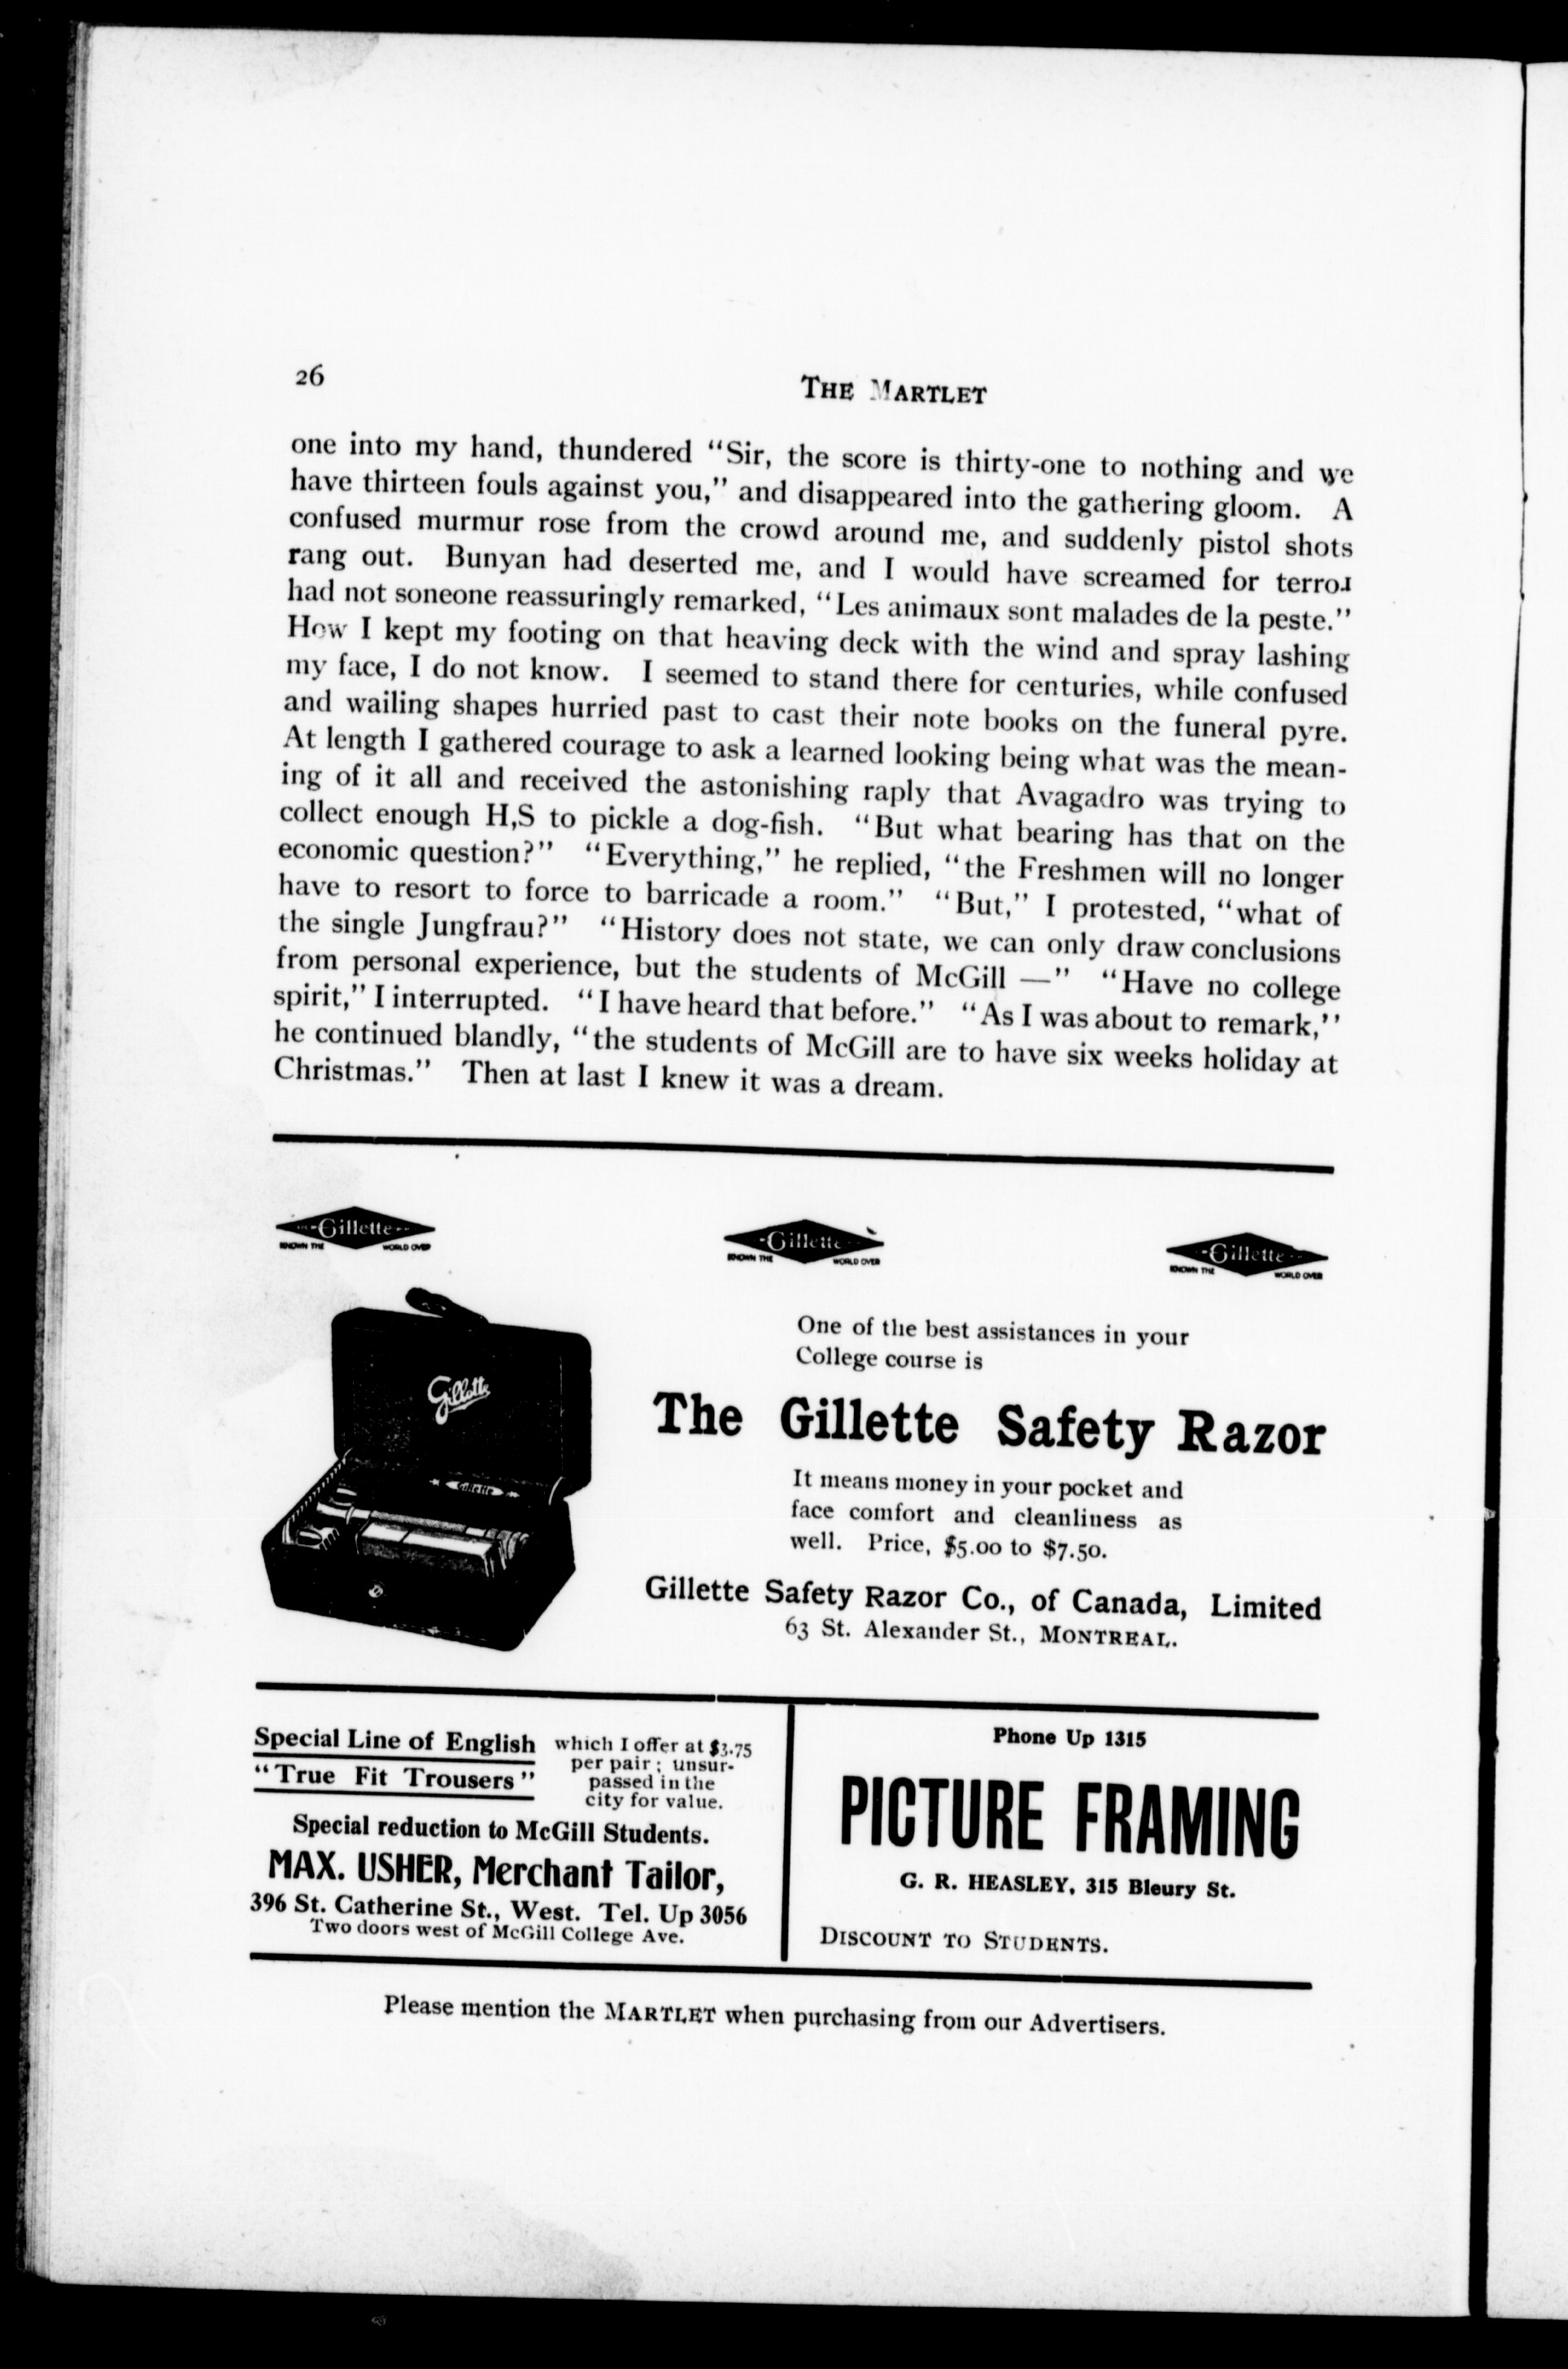 26
THE MARTLET
one into my hand, thundered “Sir, the score is thirty-one to nothing and we
have thirteen fouls against you,” and disappeared into the gathering gloom. A
confused murmur rose from the crowd around me, and suddenly pistol shots
rang out. Bunyan had deserted me, and I would have screamed for terror
had not soneone reassuringly remarked, “Les animaux sont malades de la peste.”
How I kept my footing on that heaving deck with the wind and spray lashing
my face, I do not know. I seemed to stand there for centuries, while confused
and wailing shapes hurried past to cast their note books on the funeral pyre.
At length I gathered courage to ask a learned looking being what was the mean-
ing of it all and received the astonishing raply that Avagadro was trying to
collect enough H,S to pickle a dog-fish. “But what bearing has that on the
economic question?” “Everything,” he replied, “the Freshmen will no longer
have to resort to force to barricade a room.” “But,” I protested, “what of
the single Jungfrau?” “History does not state, we can only draw conclusions
from personal experience, but the students of McGill —” “Have no college
spirit,” I interrupted. “I have heard that before.” “As I was about to remark,”
he continued blandly, “the students of McGill are to have six weeks holiday at
Christmas.” Then at last I knew it was a dream.
Gillette
KNOWN THE WORLD OVER
Gillette
KNOWN THE WORLD OVER
Gillette
KNOWN THE WORLD OVER
Gillette
Gillette
One of the best assistances in your
College course is
The Gillette Safety Razor
It means money in your pocket and
face comfort and cleanliness as
well. Price, $5.00 to $7.50.
Gillette Safety Razor Co., of Canada, Limited
63 St. Alexander St., MONTREAL.
Special Line of English
“True Fit Trousers”
which I offer at $3.75
per pair; unsur-
passed in the
city for value.
Special reduction to McGill Students.
MAX. USHER, Merchant Tailor,
396 St. Catherine St., West. Tel. Up 3056
Two doors west of McGill College Ave.
Phone Up 1315
PICTURE FRAMING
G. R. HEASLEY, 315 Bleury St.
DISCOUNT TO STUDENTS.
Please mention the MARTLET when purchasing from our Advertisers.